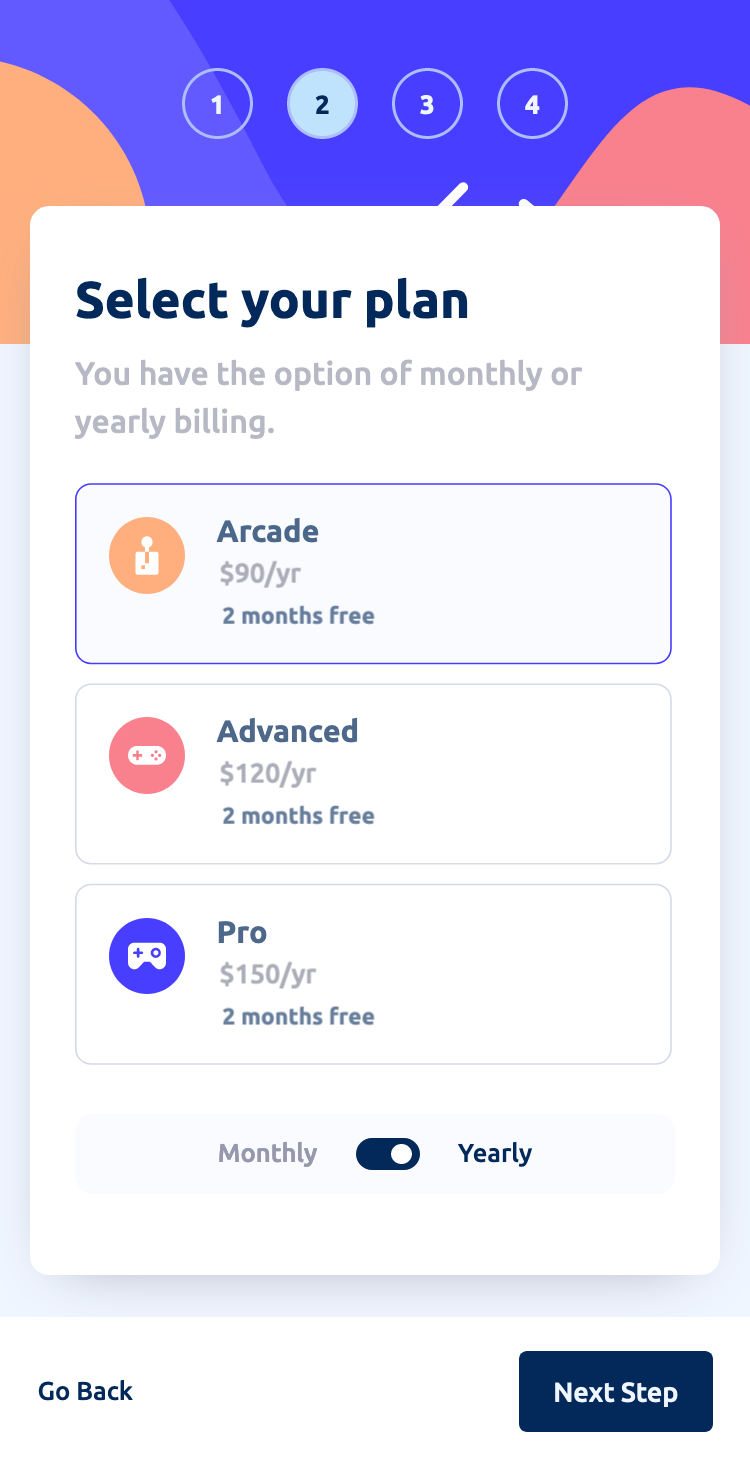 1 2 3 4
Select your plan
You have the option of monthly or
yearly billing.
Arcade
$90/yr
2 months free
Advanced
$120/yr
2 months free
Pro
$150/yr
2 months free
Monthly Yearly
Go Back Next Step